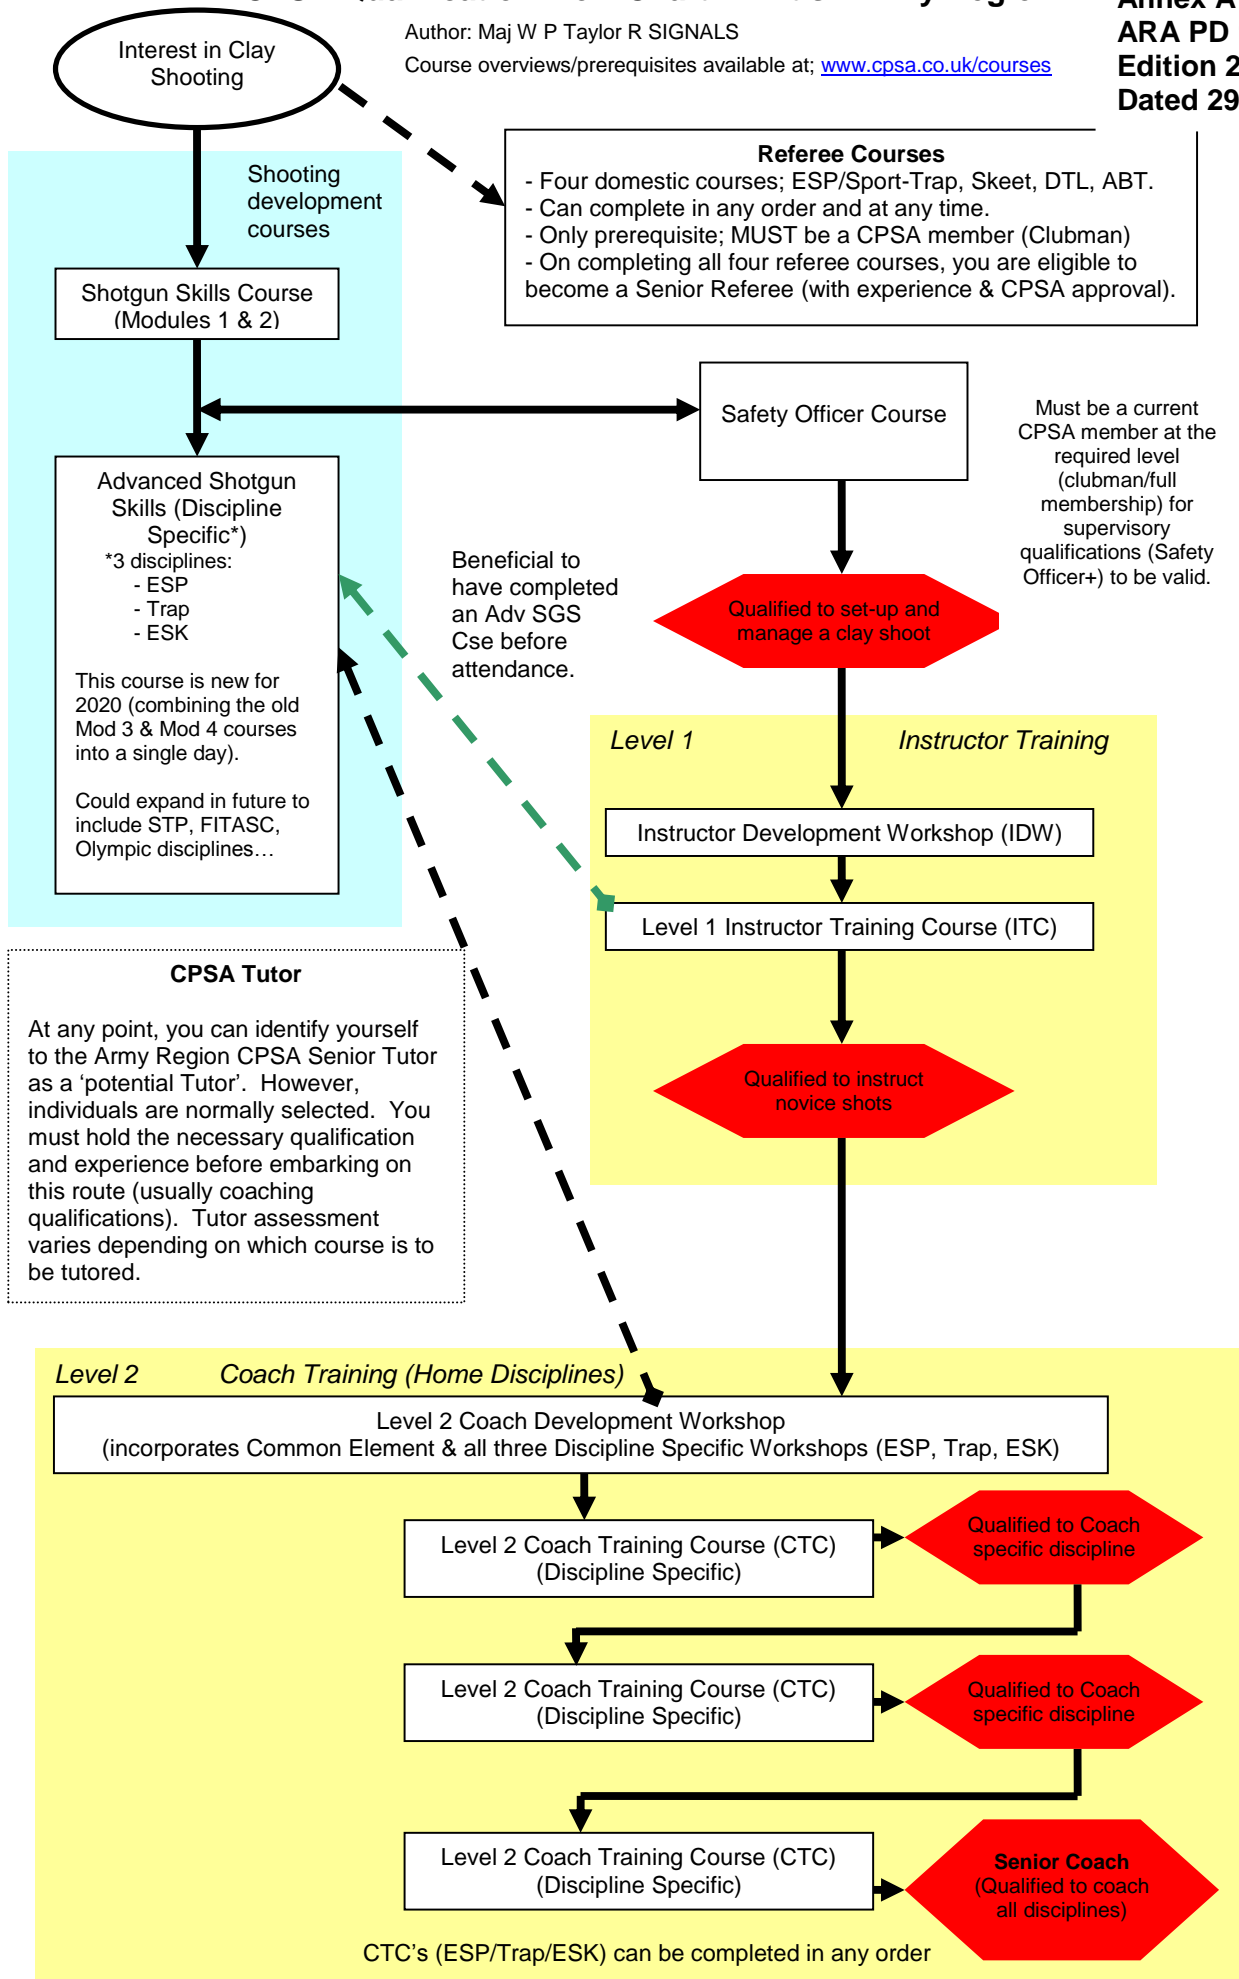 Annex A
ARA PD
Edition 2
Dated 29
Author: Maj W P Taylor R SIGNALS
Course overviews/prerequisites available at; www.cpsa.co.uk/courses
Interest in Clay
Shooting
Referee Courses
- Four domestic courses; ESP/Sport-Trap, Skeet, DTL, ABT.
- Can complete in any order and at any time.
- Only prerequisite; MUST be a CPSA member (Clubman)
- On completing all four referee courses, you are eligible to
become a Senior Referee (with experience & CPSA approval).
Shooting
development
courses
Shotgun Skills Course
(Modules 1 & 2)
Safety Officer Course
Must be a current
CPSA member at the
required level
(clubman/full
membership) for
supervisory
qualifications (Safety
Officer+) to be valid.
Advanced Shotgun
Skills (Discipline
Specific*)
*3 disciplines:
- ESP
- Trap
- ESK
This course is new for
2020 (combining the old
Mod 3 & Mod 4 courses
into a single day).
Could expand in future to
include STP, FITASC,
Olympic disciplines…
Beneficial to
have completed
an Adv SGS
Cse before
attendance.
Qualified to set-up and
manage a clay shoot
Level 1 Instructor Training
Instructor Development Workshop (IDW)
Level 1 Instructor Training Course (ITC)
Qualified to instruct
novice shots
CPSA Tutor
At any point, you can identify yourself
to the Army Region CPSA Senior Tutor
as a ‘potential Tutor’. However,
individuals are normally selected. You
must hold the necessary qualification
and experience before embarking on
this route (usually coaching
qualifications). Tutor assessment
varies depending on which course is to
be tutored.
Level 2 Coach Training (Home Disciplines)
Level 2 Coach Development Workshop
(incorporates Common Element & all three Discipline Specific Workshops (ESP, Trap, ESK)
Level 2 Coach Training Course (CTC)
(Discipline Specific)
Qualified to Coach
specific discipline
Level 2 Coach Training Course (CTC)
(Discipline Specific)
Qualified to Coach
specific discipline
Level 2 Coach Training Course (CTC)
(Discipline Specific)
Senior Coach
(Qualified to coach
all disciplines)
CTC's (ESP/Trap/ESK) can be completed in any order